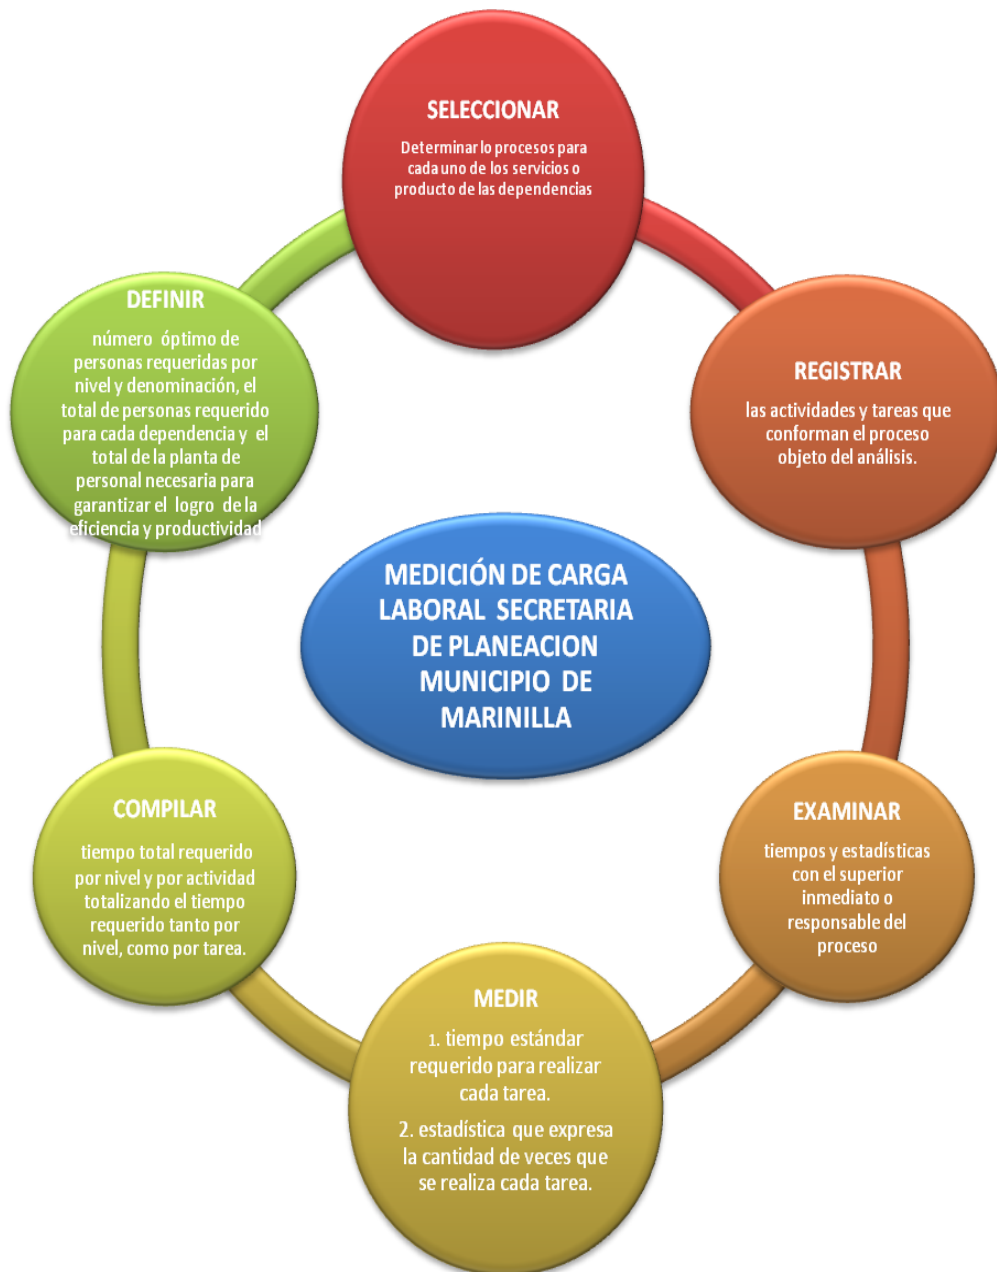 SELECCIONAR
Determinar lo procesos para
cada uno de los servicios o
producto de las dependencias
REGISTRAR
las actividades y tareas que
conforman el proceso
objeto del análisis.
EXAMINAR
tiempos y estadísticas
con el superior
inmediato o
responsable del
proceso
MEDIR
1. tiempo estándar
requerido para realizar
cada tarea.
2. estadística que expresa
la cantidad de veces que
se realiza cada tarea.
COMPILAR
tiempo total requerido
por nivel y por actividad
totalizando el tiempo
requerido tanto por
nivel, como por tarea.
DEFINIR
número óptimo de
personas requeridas por
nivel y denominación, el
total de personas requerido
para cada dependencia y el
total de la planta de
personal necesaria para
garantizar el logro de la
eficiencia y productividad
MEDICIÓN DE CARGA
LABORAL SECRETARIA
DE PLANEACION
MUNICIPIO DE
MARINILLA